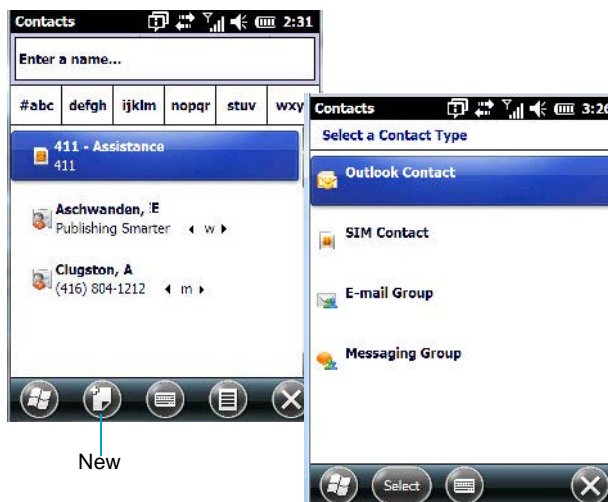 Contacts 2:31
Enter a name...
#abc defgh ijklm nopqr stuv wxy
411 - Assistance
411
Aschwanden, E
Publishing Smarter w
Clugston, A
(416) 804-1212 m
New
Contacts 3:26
Select a Contact Type
Outlook Contact
SIM Contact
E-mail Group
Messaging Group
Select